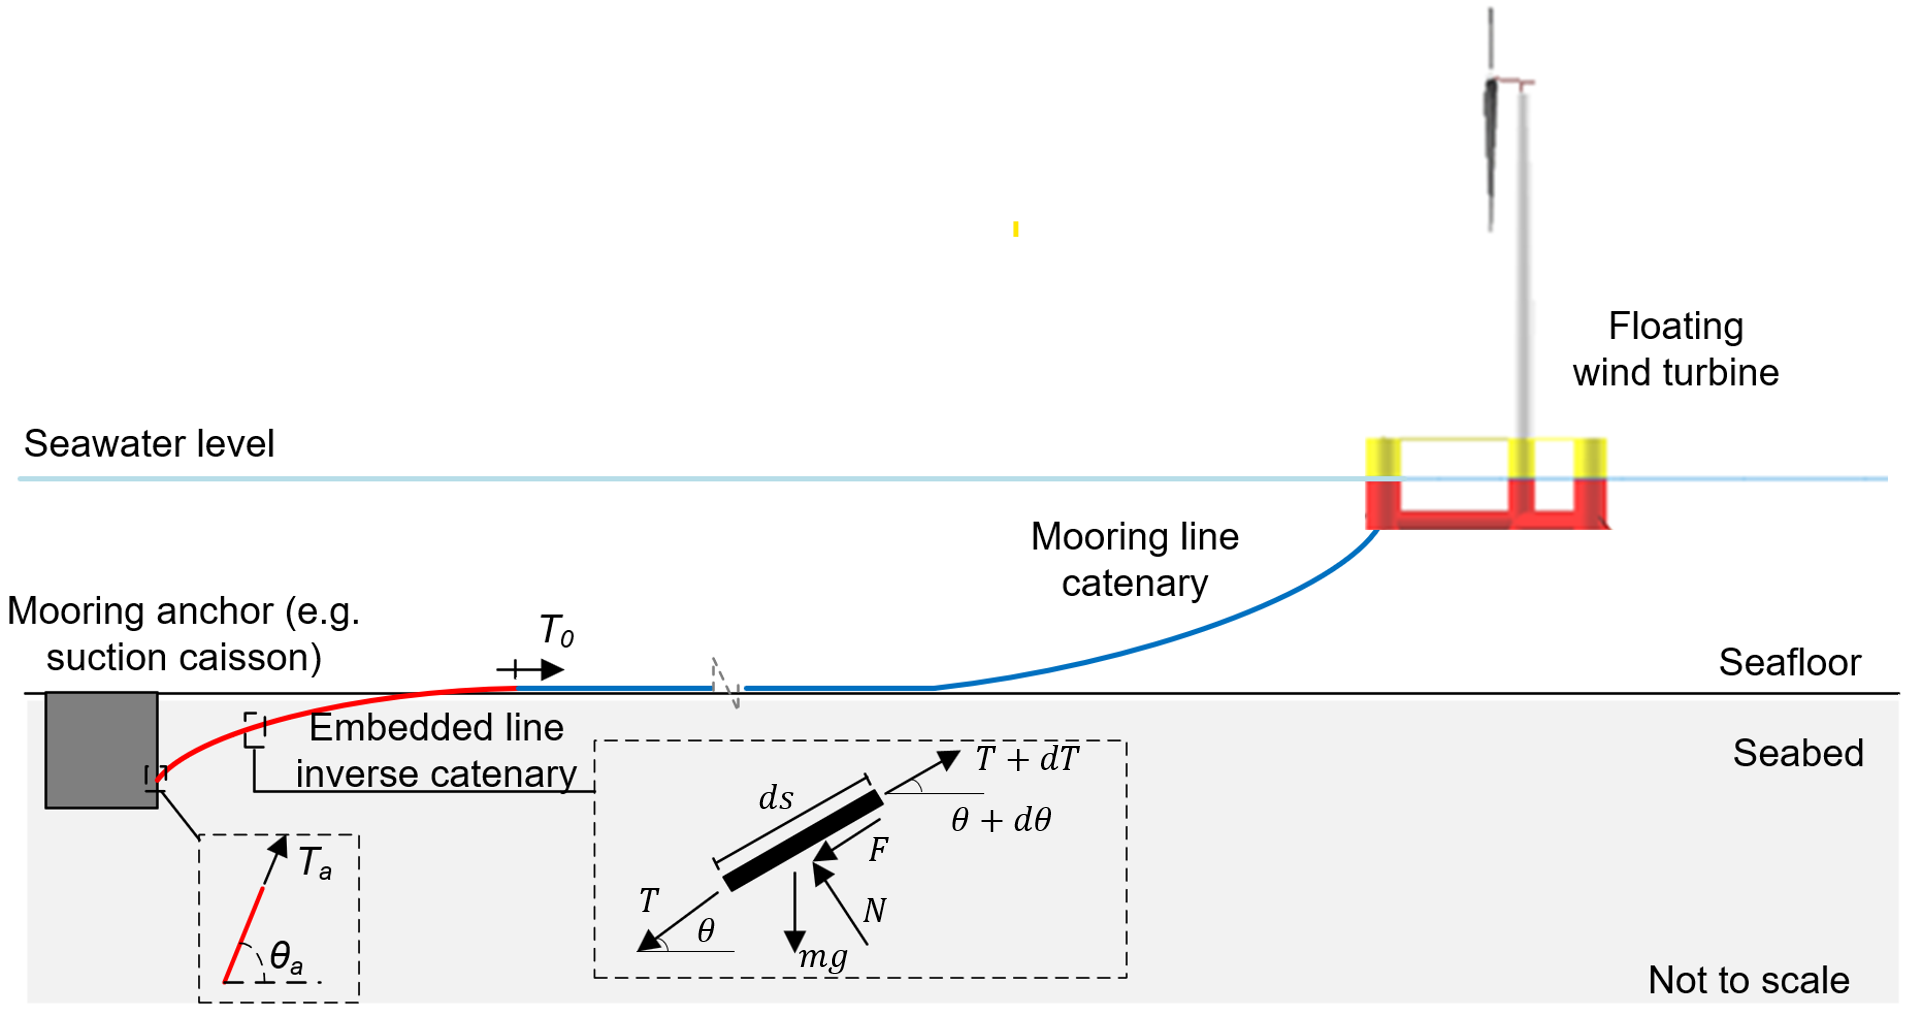 Floating
wind turbine
Seawater level
Mooring line
catenary
Mooring anchor (e.g.
suction caisson)
T₀
Seafloor
Embedded line
inverse catenary
Seabed
T + dT
ds
θ + dθ
F
T
θ
N
mg
Tₐ
θₐ
Not to scale